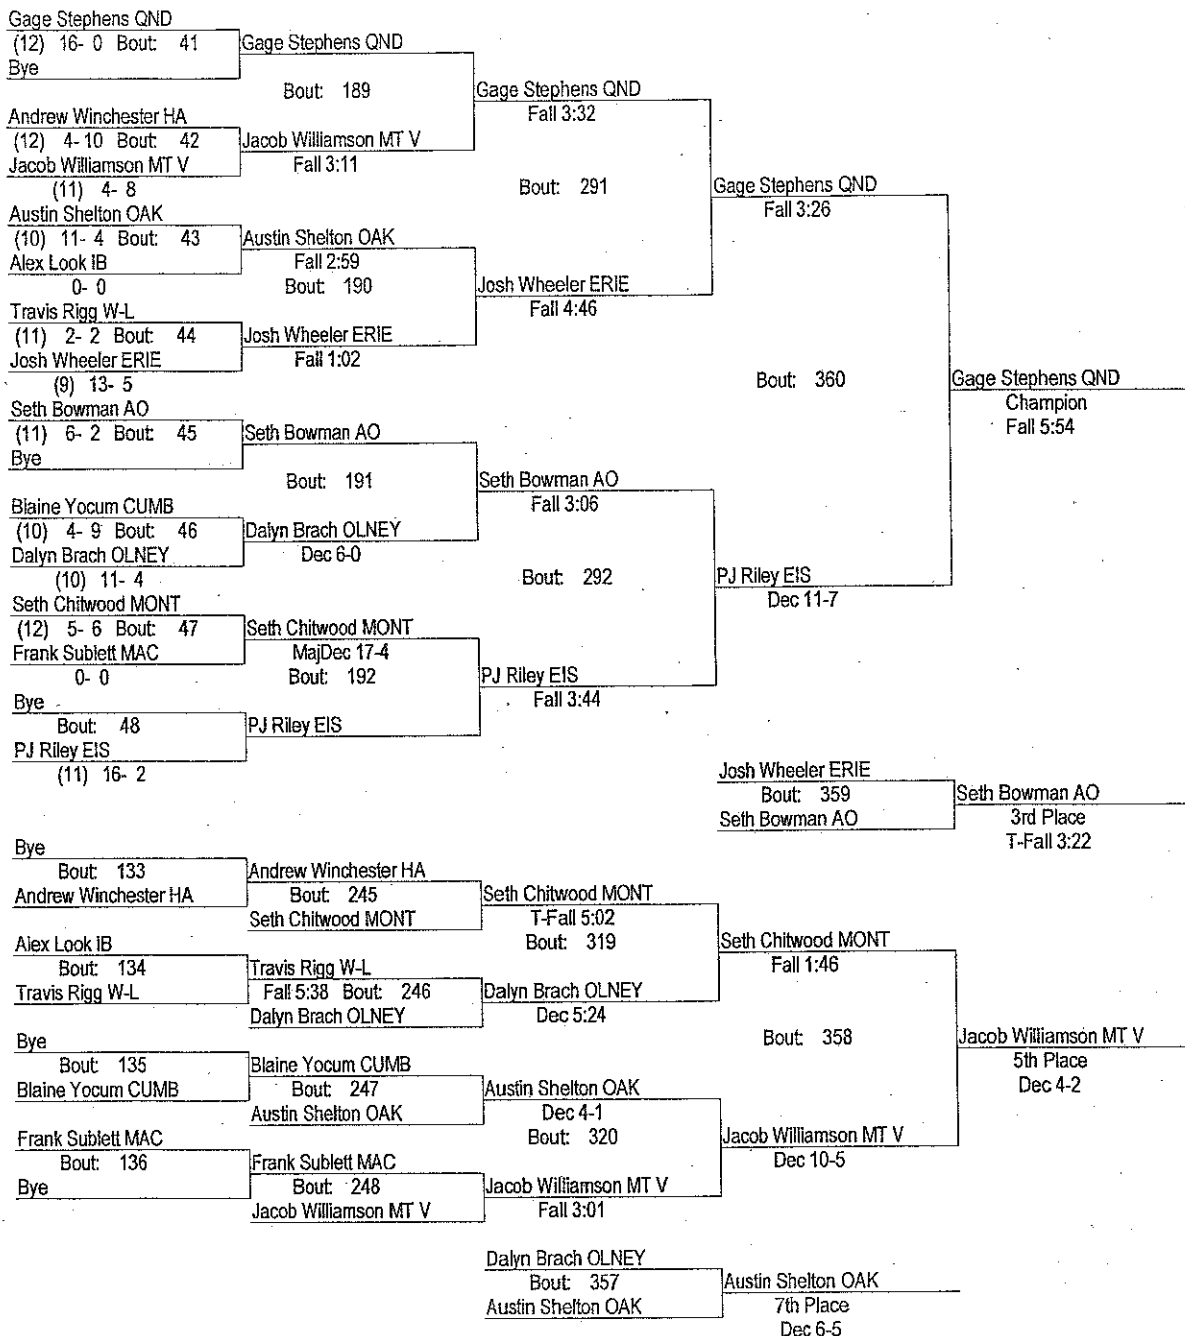 Gage Stephens QND
(12) 16- 0 Bout: 41
Bye
Gage Stephens QND
Bout: 189
Andrew Winchester HA
(12) 4- 10 Bout: 42
Jacob Williamson MT V
(11) 4- 8
Jacob Williamson MT V
Fall 3:11
Gage Stephens QND
Fall 3:32
Bout: 291
Austin Shelton OAK
(10) 11- 4 Bout: 43
Alex Look IB
0- 0
Austin Shelton OAK
Fall 2:59
Bout: 190
Travis Rigg W-L
(11) 2- 2 Bout: 44
Josh Wheeler ERIE
(9) 13- 5
Josh Wheeler ERIE
Fall 1:02
Josh Wheeler ERIE
Fall 4:46
Gage Stephens QND
Fall 3:26
Bout: 360
Gage Stephens QND
Champion
Fall 5:54
Seth Bowman AO
(11) 6- 2 Bout: 45
Bye
Seth Bowman AO
Bout: 191
Blaine Yocum CUMB
(10) 4- 9 Bout: 46
Dalyn Brach OLNEY
(10) 11- 4
Dalyn Brach OLNEY
Dec 6-0
Seth Bowman AO
Fall 3:06
Bout: 292
Seth Chitwood MONT
(12) 5- 6 Bout: 47
Frank Sublett MAC
0- 0
Seth Chitwood MONT
MajDec 17-4
Bout: 192
Bye
Bout: 48
PJ Riley EIS
(11) 16- 2
PJ Riley EIS
PJ Riley EIS
Fall 3:44
PJ Riley EIS
Dec 11-7
Josh Wheeler ERIE
Bout: 359
Seth Bowman AO
Seth Bowman AO
3rd Place
T-Fall 3:22
Bye
Bout: 133
Andrew Winchester HA
Andrew Winchester HA
Bout: 245
Seth Chitwood MONT
Seth Chitwood MONT
T-Fall 5:02
Bout: 319
Alex Look IB
Bout: 134
Travis Rigg W-L
Travis Rigg W-L
Fall 5:38 Bout: 246
Dalyn Brach OLNEY
Dalyn Brach OLNEY
Dec 5:24
Seth Chitwood MONT
Fall 1:46
Bout: 358
Bye
Bout: 135
Blaine Yocum CUMB
Blaine Yocum CUMB
Bout: 247
Austin Shelton OAK
Austin Shelton OAK
Dec 4-1
Bout: 320
Frank Sublett MAC
Bout: 136
Bye
Frank Sublett MAC
Bout: 248
Jacob Williamson MT V
Jacob Williamson MT V
Fall 3:01
Jacob Williamson MT V
Dec 10-5
Jacob Williamson MT V
5th Place
Dec 4-2
Dalyn Brach OLNEY
Bout: 357
Austin Shelton OAK
Austin Shelton OAK
7th Place
Dec 6-5